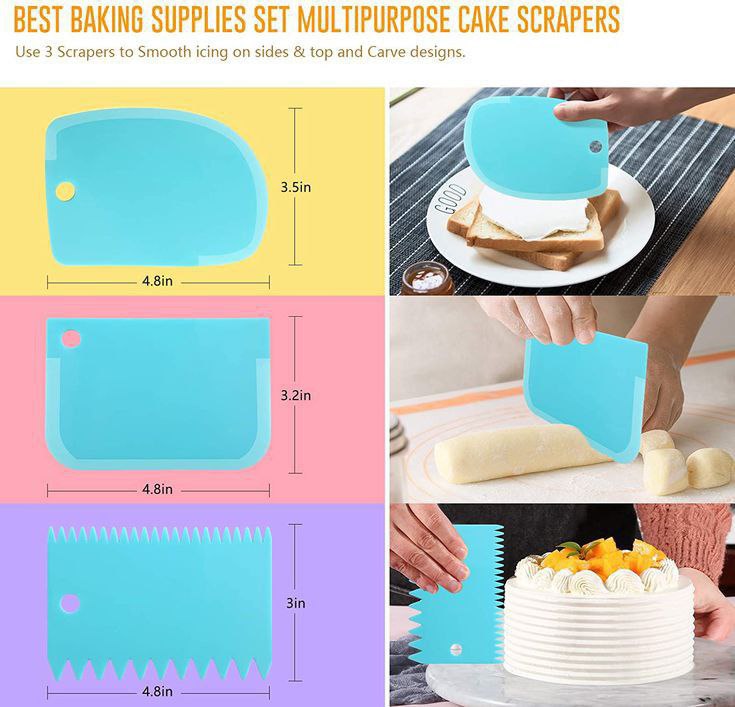 BEST BAKING SUPPLIES SET MULTIPURPOSE CAKE SCRAPERS
Use 3 Scrapers to Smooth icing on sides & top and Carve designs.
3.5in
4.8in
GOOD
3.2in
4.8in
3in
4.8in